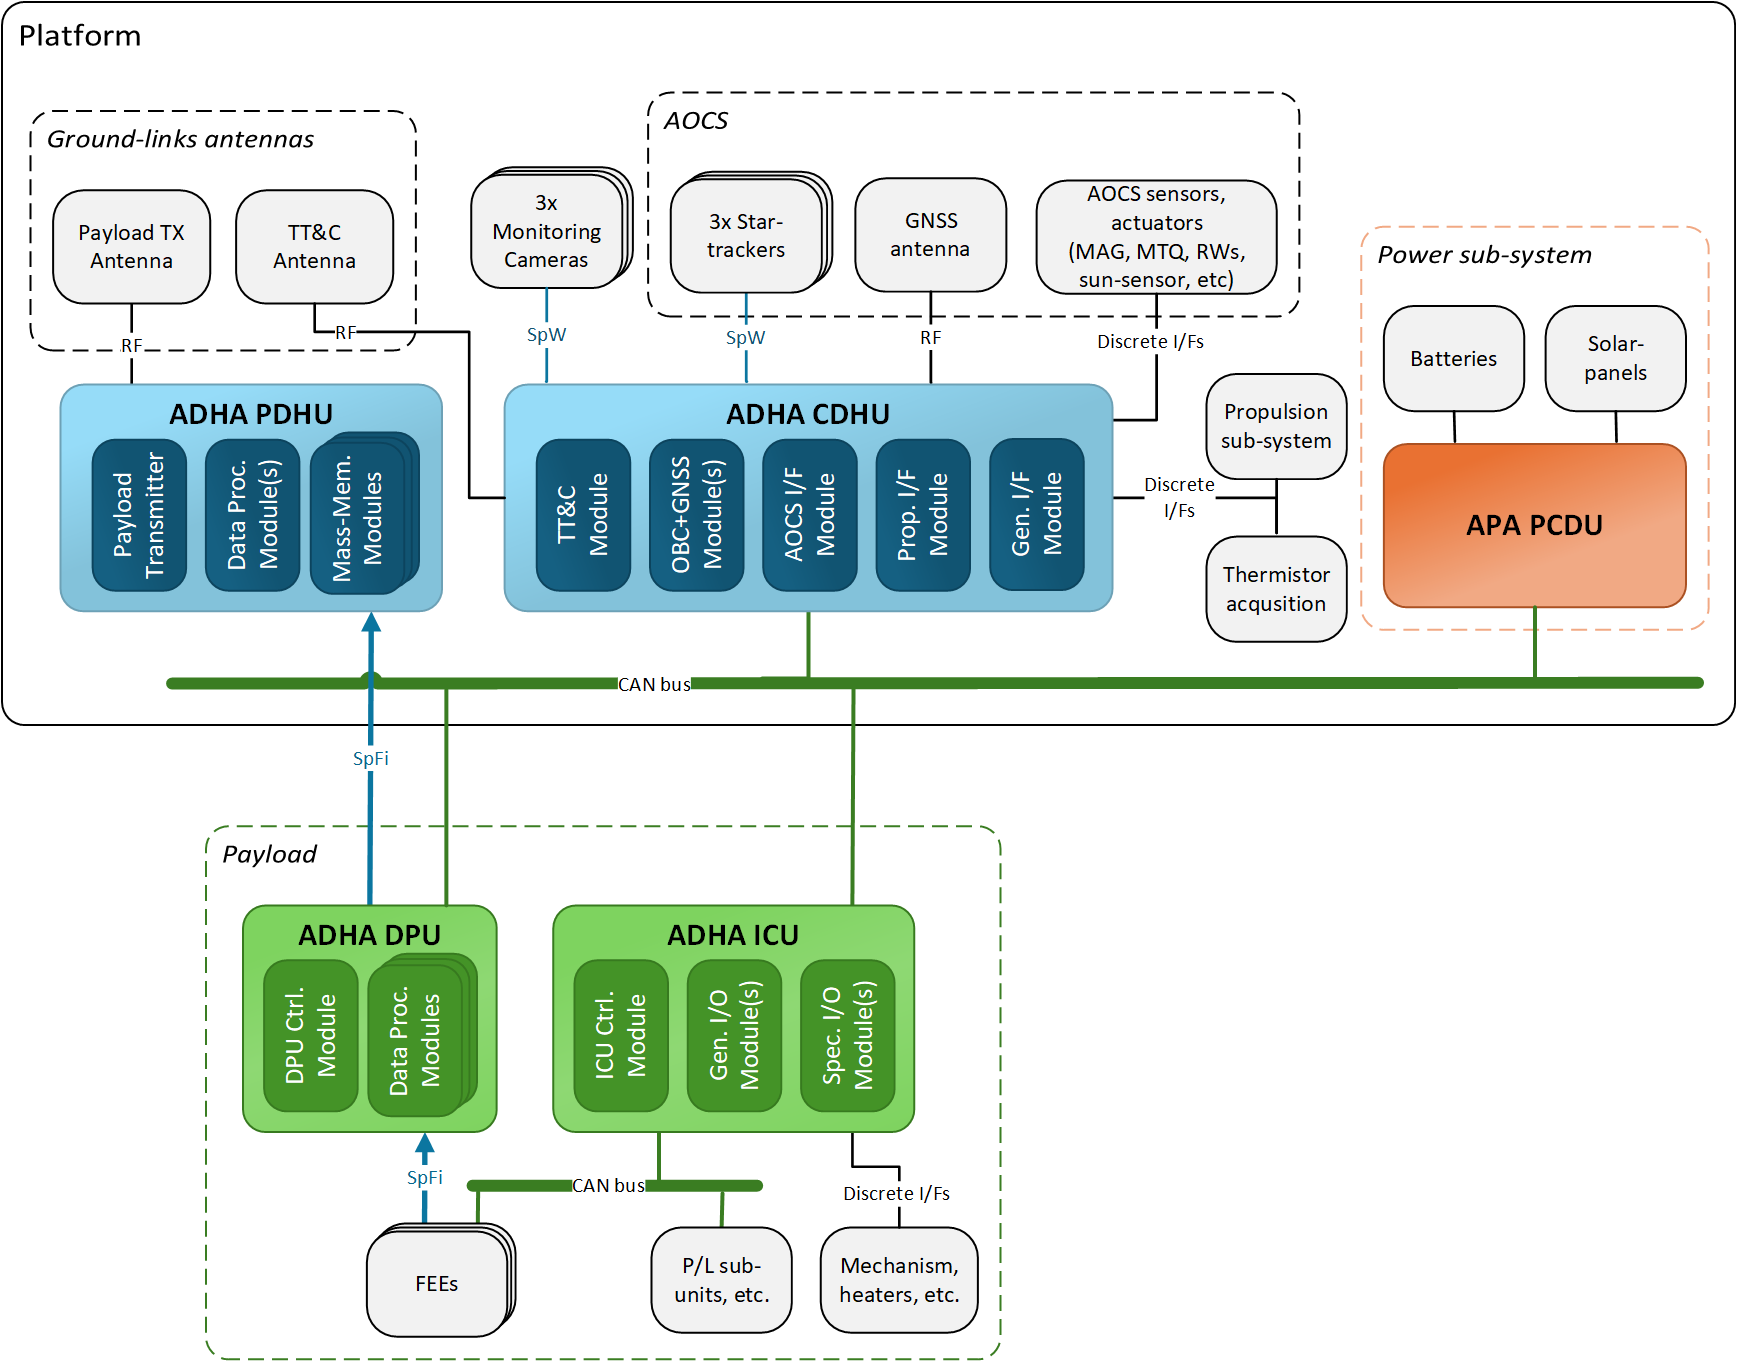 Platform
Ground-links antennas
Payload TX
Antenna
TT&C
Antenna
RF
RF
3x
Monitoring
Cameras
SpW
AOCS
3x Star-
trackers
GNSS
antenna
AOCS sensors,
actuators
(MAG, MTQ, RWs,
sun-sensor, etc)
SpW
RF
Discrete I/Fs
Power sub-system
Batteries
Solar-
panels
APA PCDU
ADHA PDHU
Payload
Transmitter
Data Proc.
Module(s)
Mass-Mem.
Modules
ADHA CDHU
TT&C
Module
OBC+GNSS
Module(s)
AOCS I/F
Module
Prop. I/F
Module
Gen. I/F
Module
Propulsion
sub-system
Discrete
I/Fs
Thermistor
acqusition
CAN bus
SpFi
Payload
ADHA DPU
DPU Ctrl.
Module
Data Proc.
Modules
ADHA ICU
ICU Ctrl.
Module
Gen. I/O
Module(s)
Spec. I/O
Module(s)
SpFi
CAN bus
Discrete I/Fs
FEEs
P/L sub-
units, etc.
Mechanism,
heaters, etc.